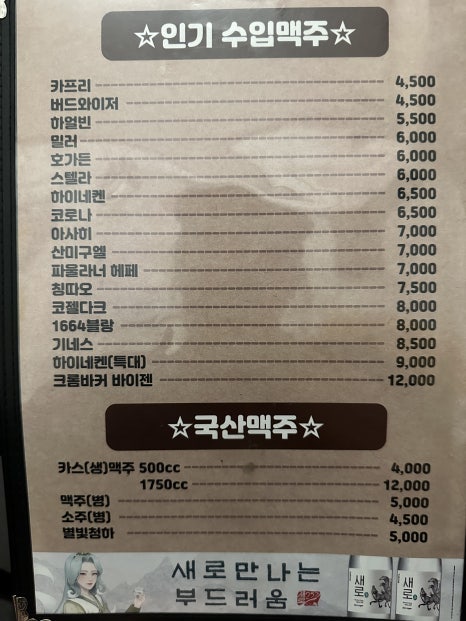 ☆인기 수입맥주☆
카프리 4,500
버드와이저 4,500
하얼빈 5,500
밀러 6,000
호가든 6,000
스텔라 6,000
하이네켄 6,500
코로나 6,500
아사히 7,000
산미구엘 7,000
파울라너 헤페 7,000
칭따오 7,500
코젤다크 8,000
1664블랑 8,000
기네스 8,500
하이네켄(특대) 9,000
크롬바커 바이젠 12,000
☆국산맥주☆
카스(생)맥주 500cc 4,000
1750cc 12,000
맥주(병) 5,000
소주(병) 4,500
별빛청하 5,000
새로만나는
부드러움
새로
새로